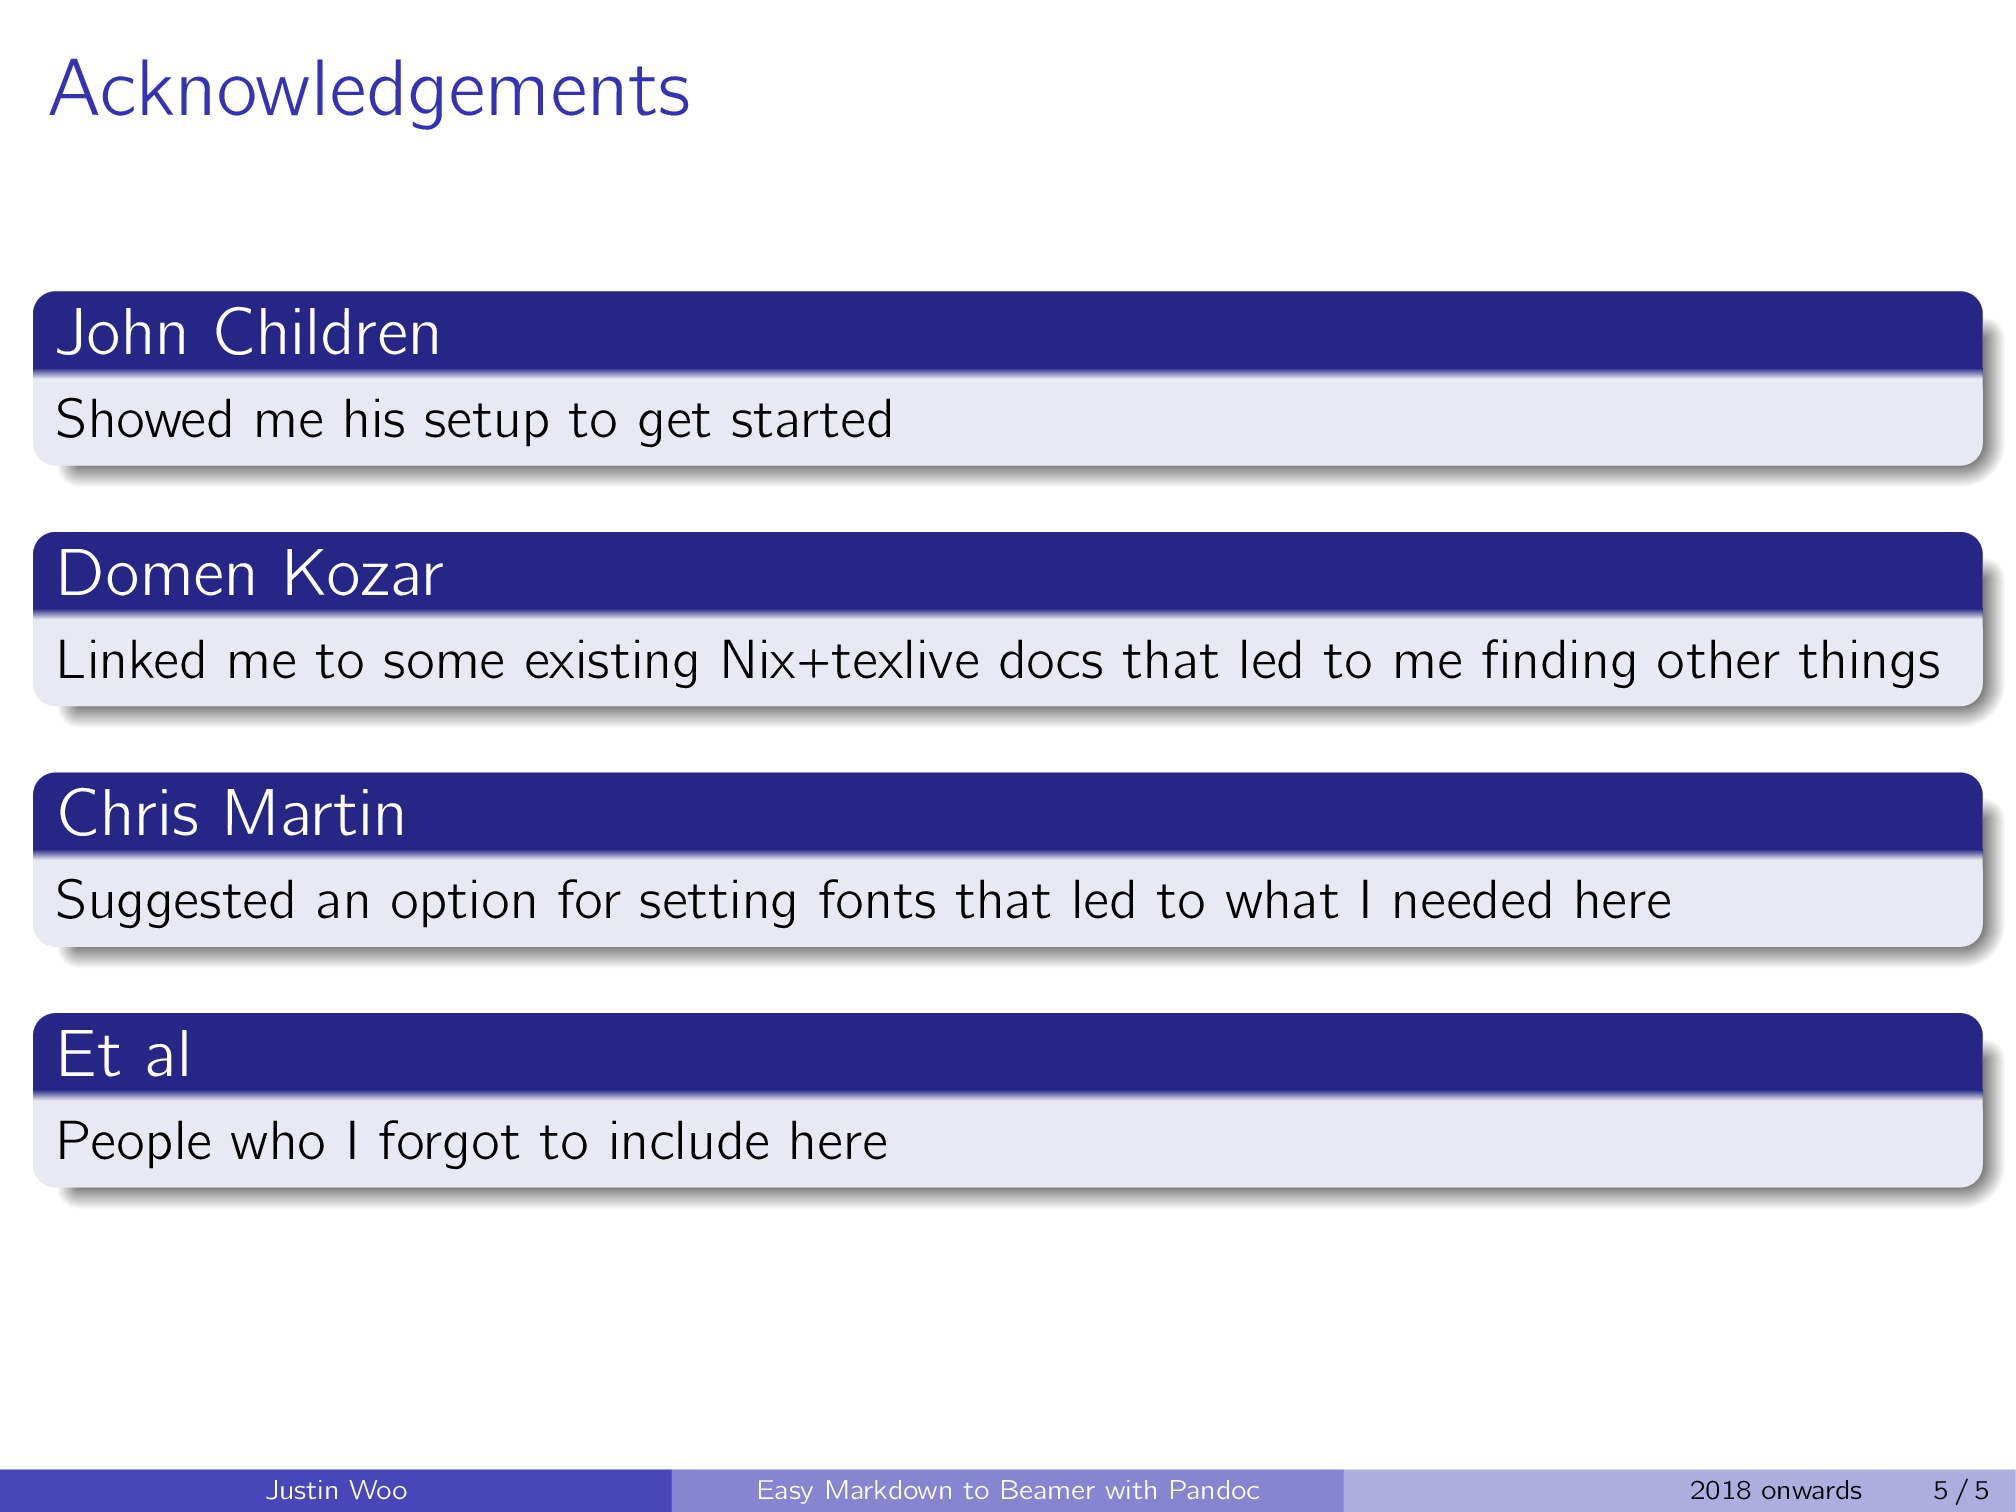 Acknowledgements
John Children
Showed me his setup to get started
Domen Kozar
Linked me to some existing Nix+texlive docs that led to me finding other things
Chris Martin
Suggested an option for setting fonts that led to what I needed here
Et al
People who I forgot to include here
Justin Woo Easy Markdown to Beamer with Pandoc 2018 onwards 5 / 5